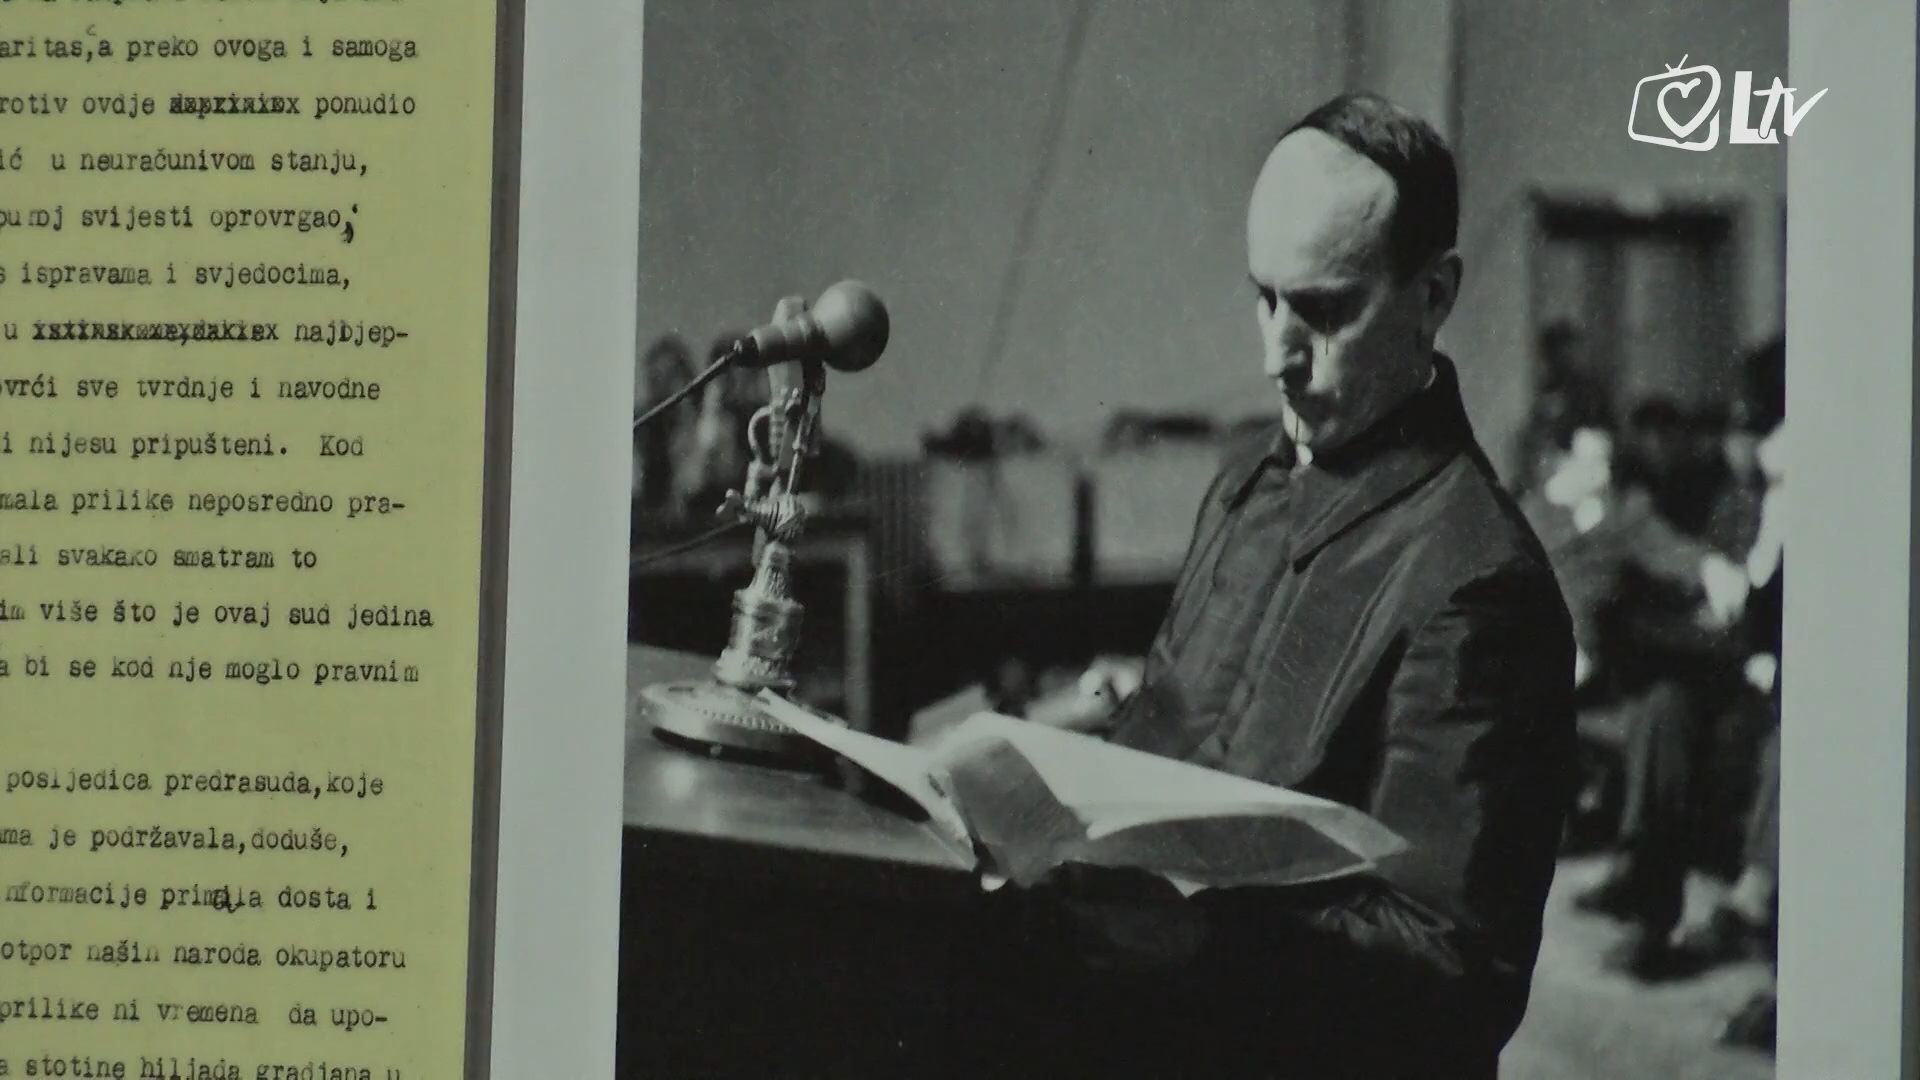 aritas,a preko ovoga i samoga
rotiv ovdje ponudio
ić u neuračunivom stanju,
svijesti oprovrgao,
s ispravama i svjedocima,
u najbjep-
vrći sve tvrdnje i navodne
i nijesu pripušteni. Kod
mala prilike neposredno pra-
ali svakako smatram to
im više što je ovaj sud jedina
a bi se kod nje moglo pravnim
posljedica predrasuda,koje
ma je podržavala,doduše,
nformacije primala dosta i
otpor našin naroda okupatoru
prilike ni vremena da upo-
a stotine hiljada gradjana u
LTV